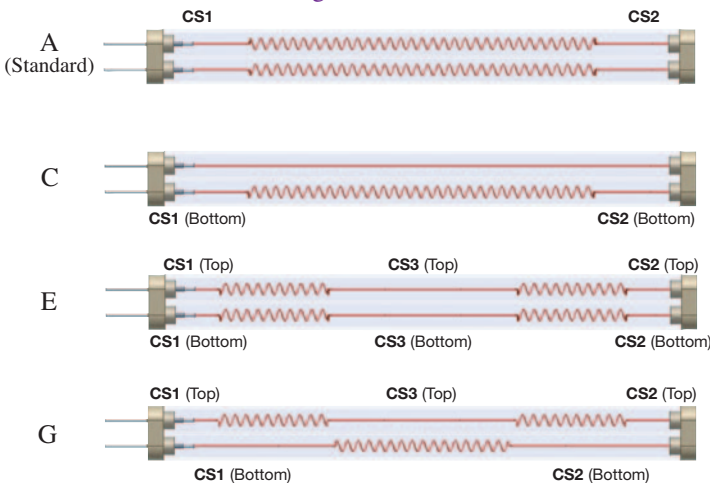 CS1 CS2
A
(Standard)
C
CS1 (Bottom) CS2 (Bottom)
CS1 (Top) CS3 (Top) CS2 (Top)
E
CS1 (Bottom) CS3 (Bottom) CS2 (Bottom)
CS1 (Top) CS3 (Top) CS2 (Top)
G
CS1 (Bottom) CS2 (Bottom)